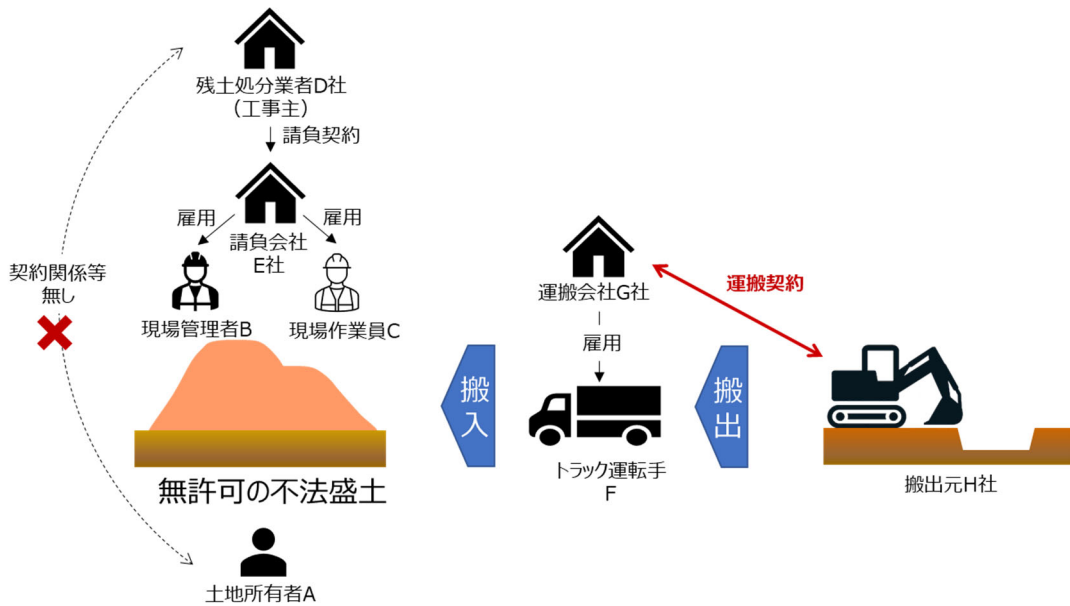 残土処分業者D社
（工事主）
請負契約
雇用
雇用
請負会社
E社
契約関係等
無し
現場管理者B
現場作業員C
無許可の不法盛土
土地所有者A
搬入
運搬会社G社
雇用
トラック運転手
F
搬出
運搬契約
搬出元H社